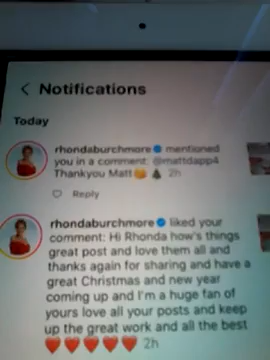 Notifications
Today
rhondaburchmore mentioned
you in a comment: @mattdapp4
Thankyou Matt 😘 🎄 2h
Reply
rhondaburchmore liked your
comment: Hi Rhonda how's things
great post and love them all and
thanks again for sharing and have a
great Christmas and new year
coming up and I'm a huge fan of
yours love all your posts and keep
up the great work and all the best
❤️❤️❤️❤️❤️ 2h